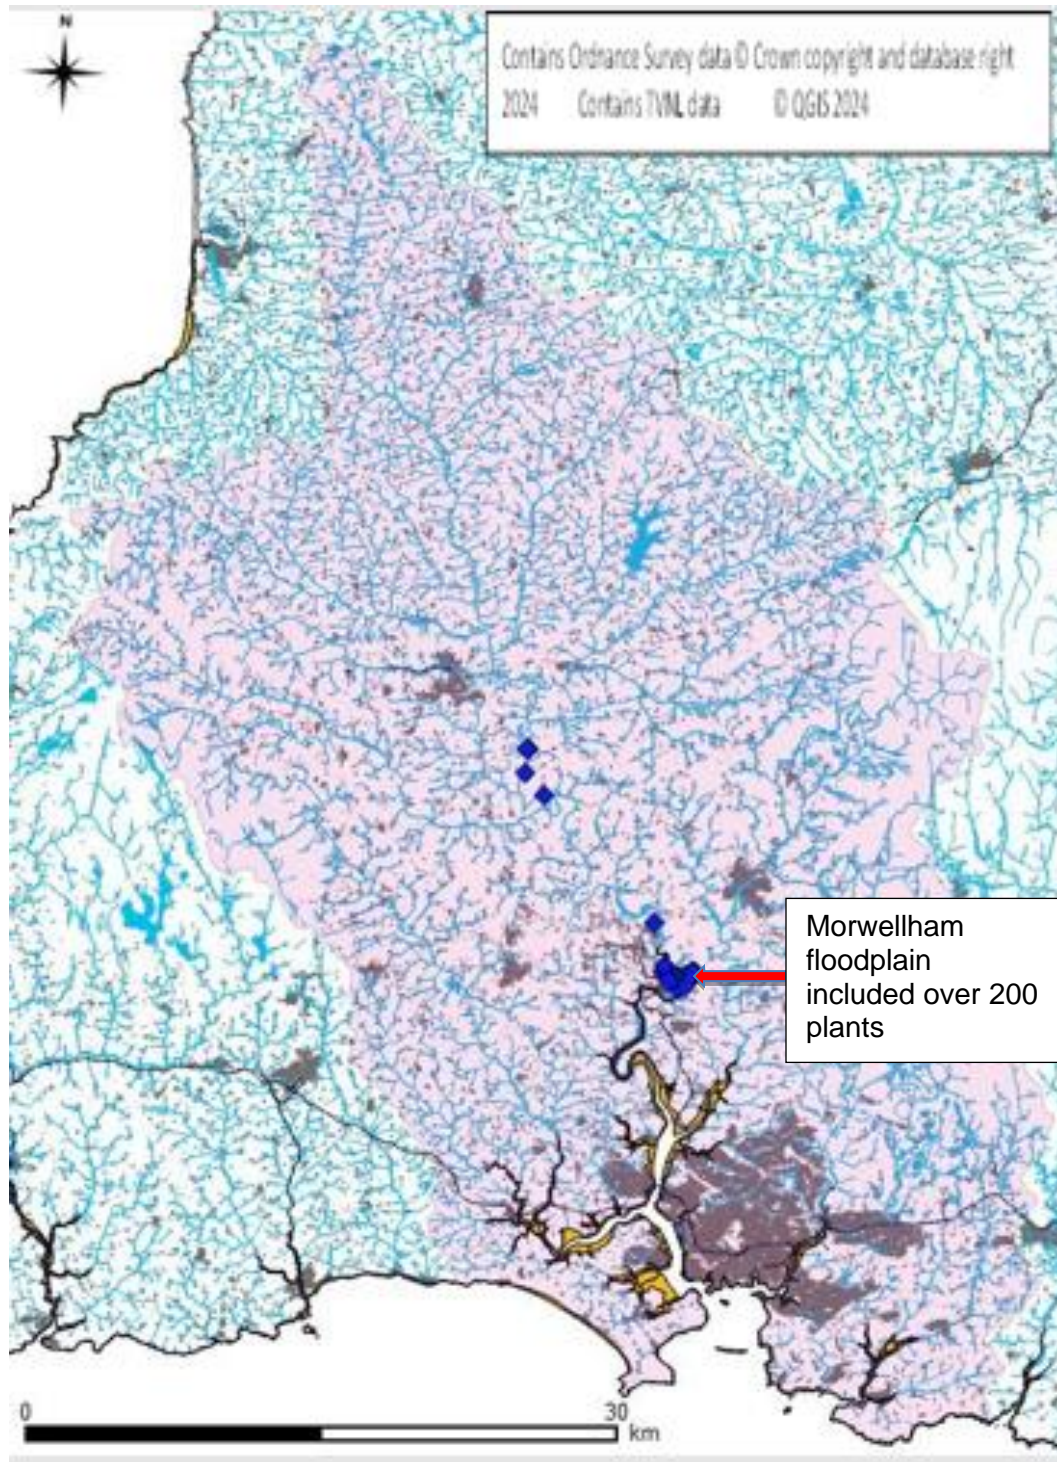 N
Contains Ordnance Survey data © Crown copyright and database right
2024 Contains TVNL data © QGIS 2024
Morwellham
floodplain
included over 200
plants
0 30
km